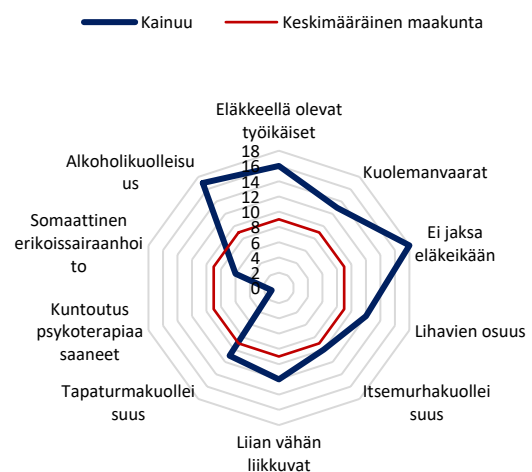 Kainuu
Keskimääräinen maakunta
Eläkkeellä olevat
työikäiset
Kuolemanvaarat
Ei jaksa
eläkeikään
Lihavien osuus
Itsemurhakuollei
suus
Liian vähän
liikkuvat
Tapaturmakuollei
suus
Kuntoutus
psykoterapiaa
saaneet
Somaattinen
erikoissairaanhoi
to
Alkoholikuolleisu
us
18
16
14
12
10
8
6
4
2
0